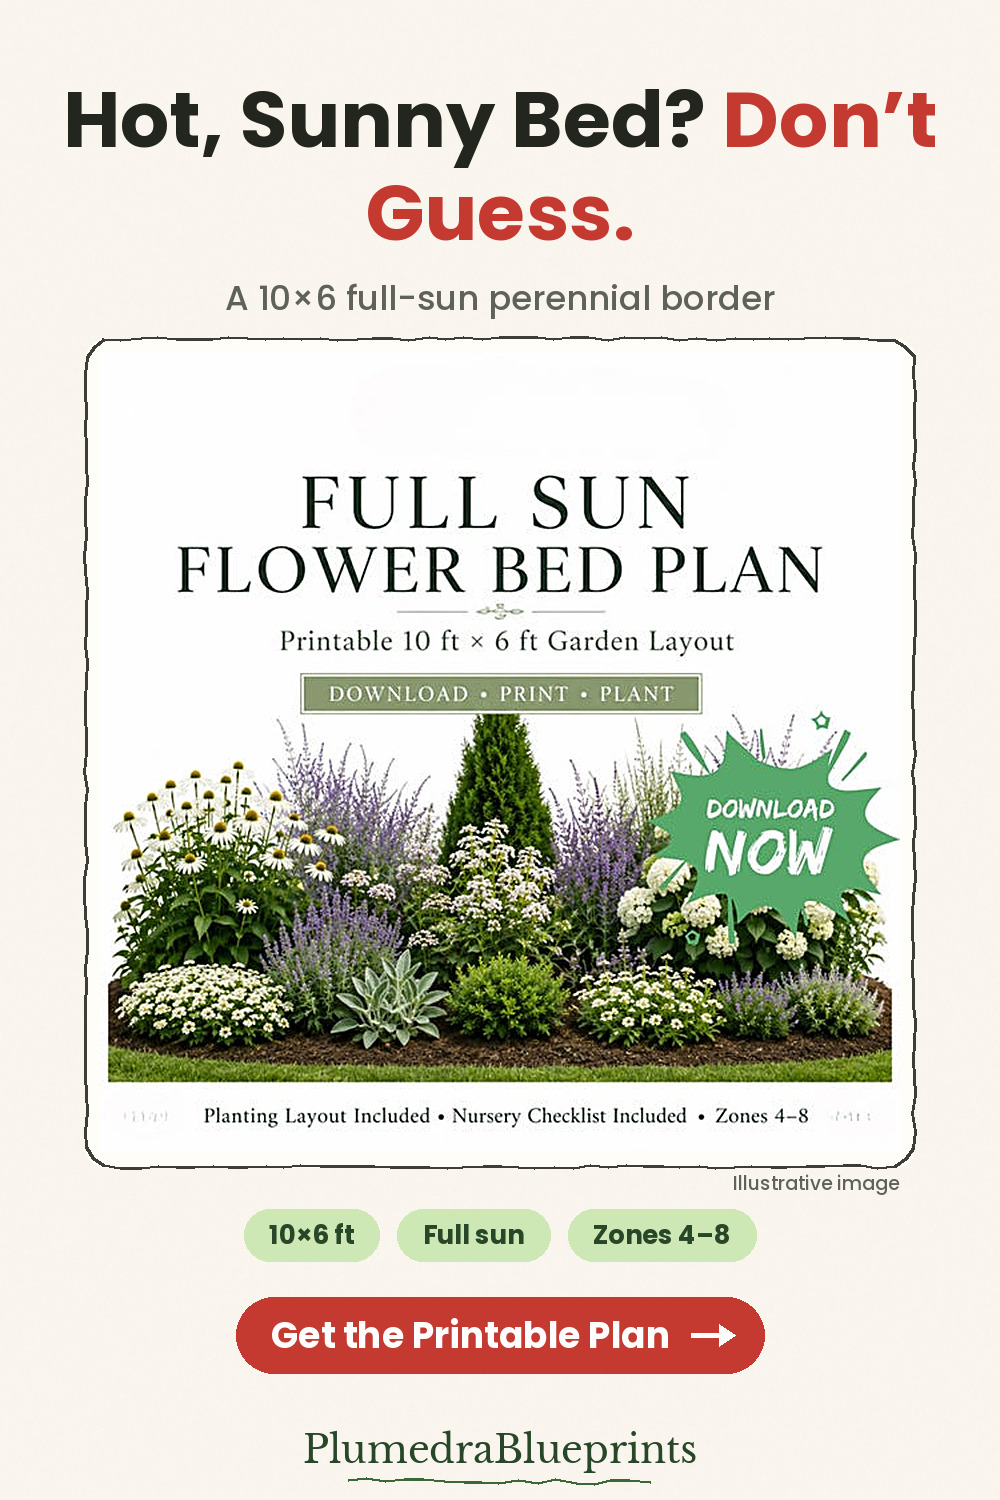 Hot, Sunny Bed? Don’t
Guess.
A 10×6 full-sun perennial border
FULL SUN
FLOWER BED PLAN
Printable 10 ft × 6 ft Garden Layout
DOWNLOAD • PRINT • PLANT
DOWNLOAD
NOW
Planting Layout Included • Nursery Checklist Included • Zones 4–8
Illustrative image
10×6 ft
Full sun
Zones 4–8
Get the Printable Plan →
PlumedraBlueprints